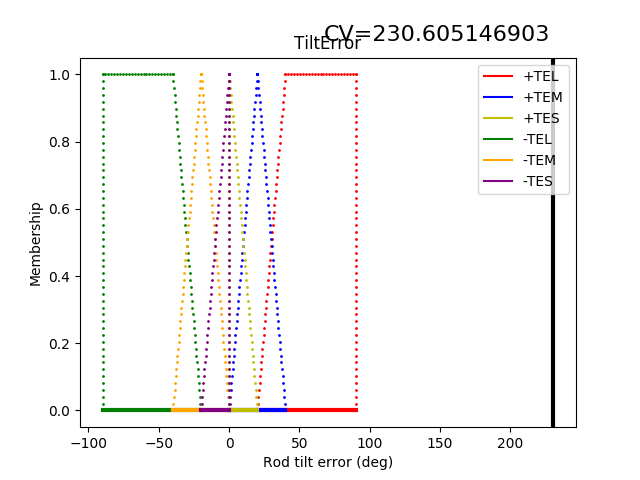 CV=230.605146903
TiltError
1.0
0.8
0.6
0.4
0.2
0.0
Membership
+TEL
+TEM
+TES
-TEL
-TEM
-TES
−100 −50 0 50 100 150 200
Rod tilt error (deg)